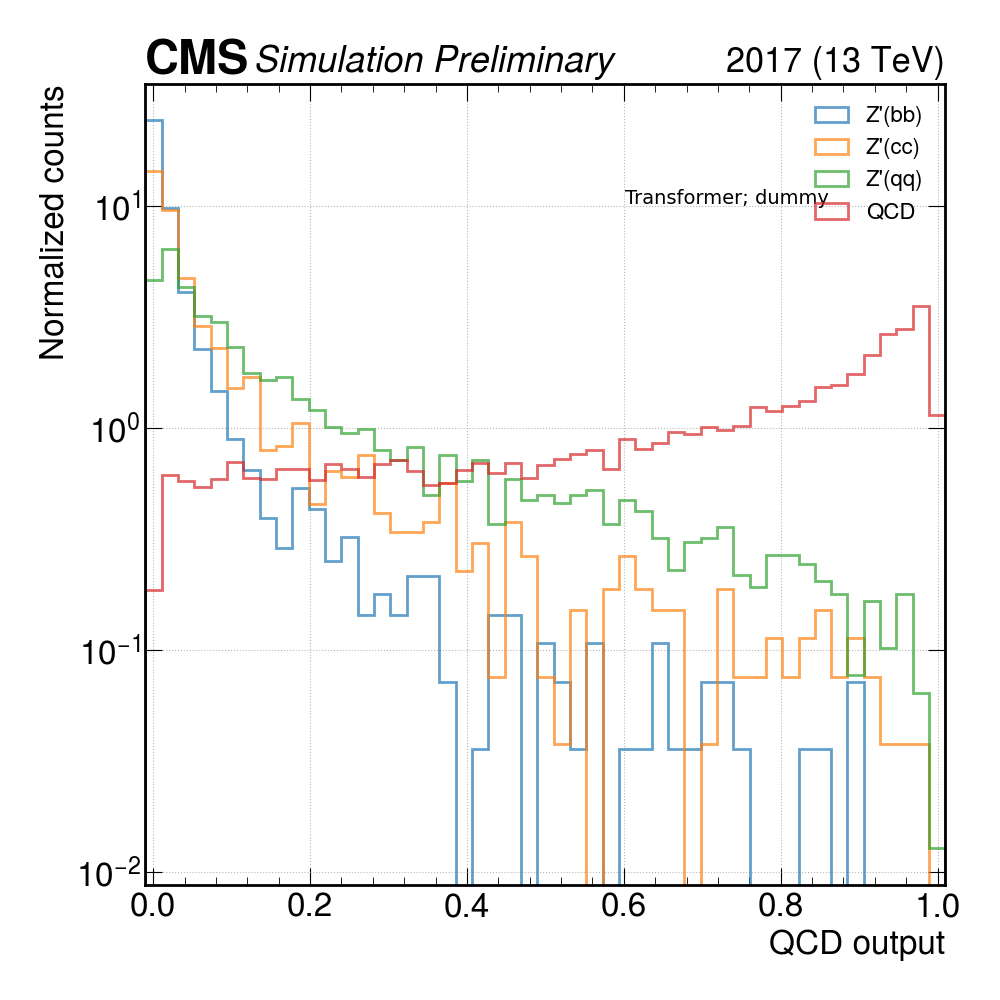 CMS Simulation Preliminary 2017 (13 TeV)
Normalized counts
Z'(bb)
Z'(cc)
Z'(qq)
QCD
Transformer; dummy
10¹
10⁰
10⁻¹
10⁻²
0.0 0.2 0.4 0.6 0.8 1.0
QCD output